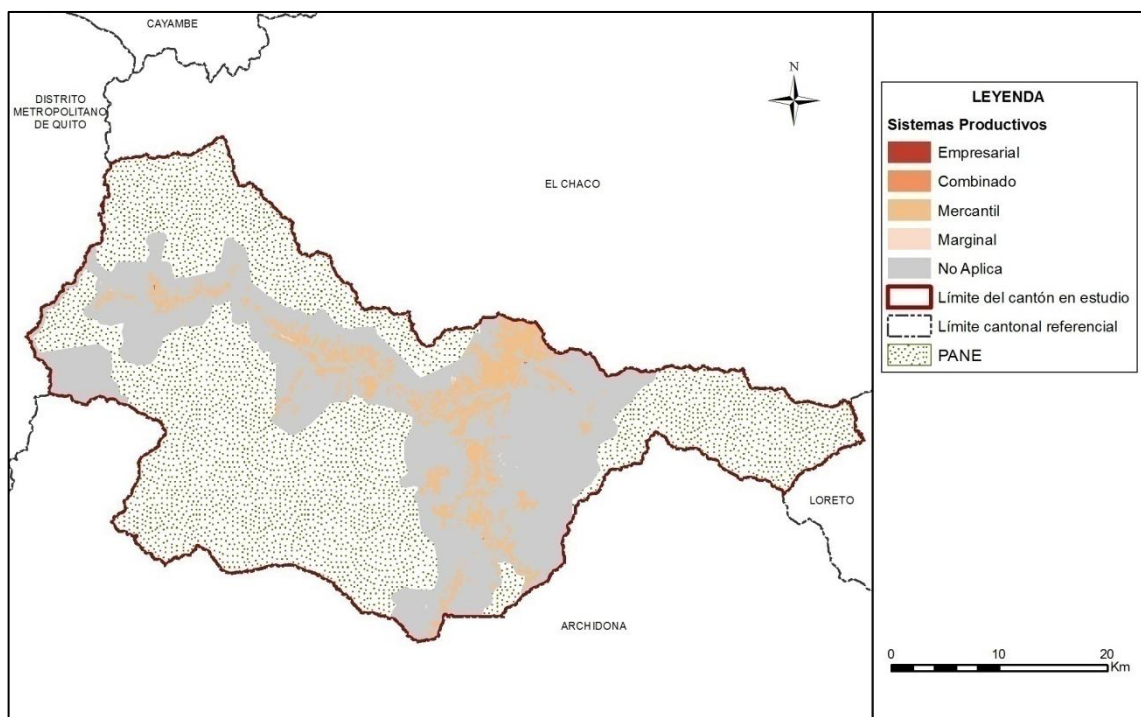 CAYAMBE
DISTRITO
METROPOLITANO
DE QUITO
N
EL CHACO
LORETO
ARCHIDONA
LEYENDA
Sistemas Productivos
Empresarial
Combinado
Mercantil
Marginal
No Aplica
Límite del cantón en estudio
Límite cantonal referencial
PANE
0 10 20
Km